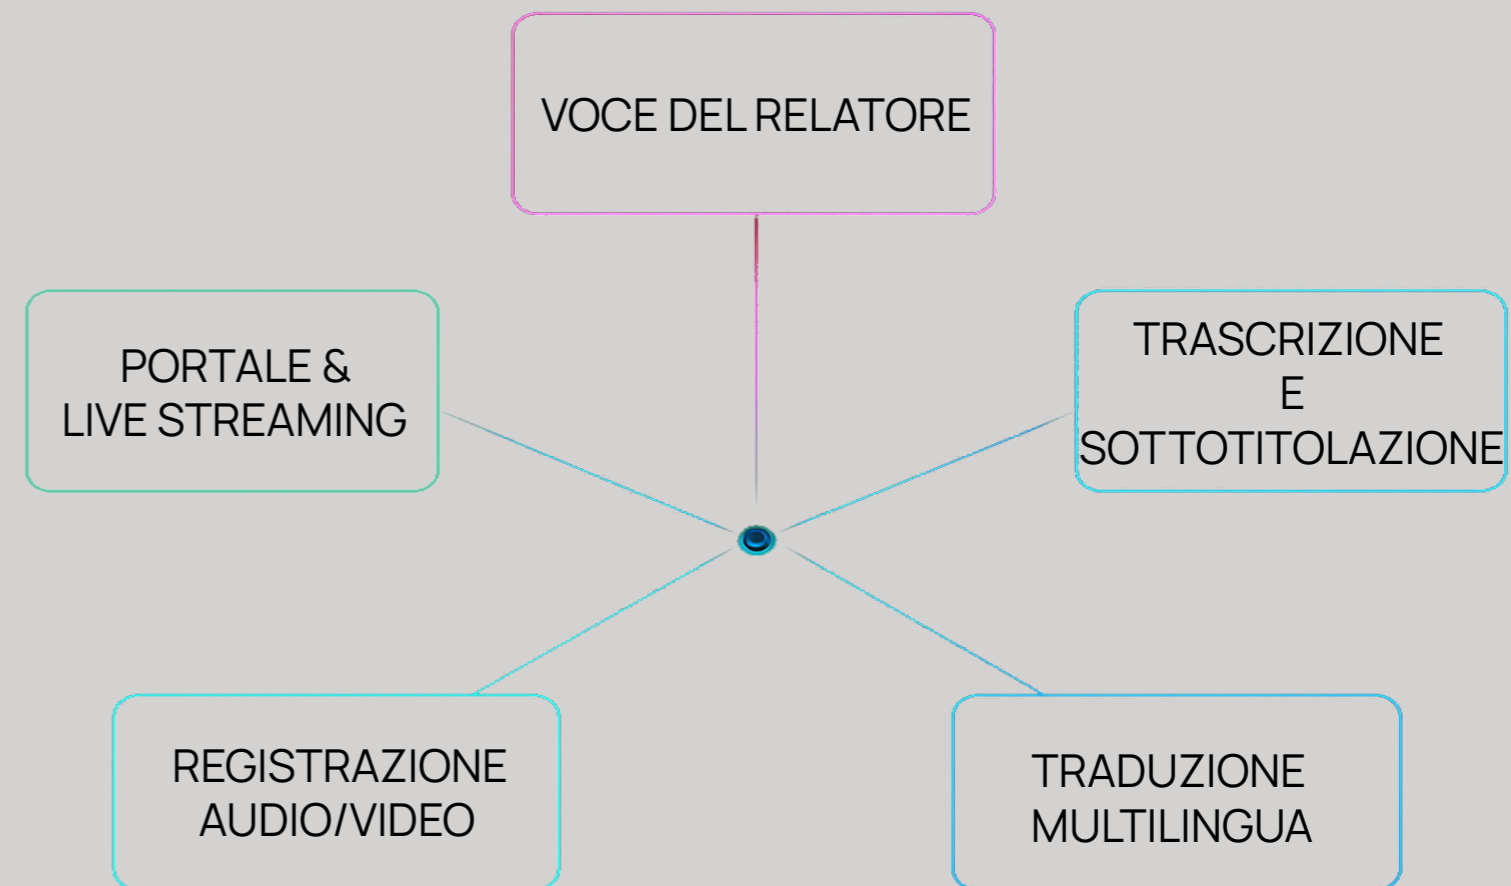 VOCE DEL RELATORE
PORTALE &
LIVE STREAMING
TRASCRIZIONE
E
SOTTOTITOLAZIONE
REGISTRAZIONE
AUDIO/VIDEO
TRADUZIONE
MULTILINGUA